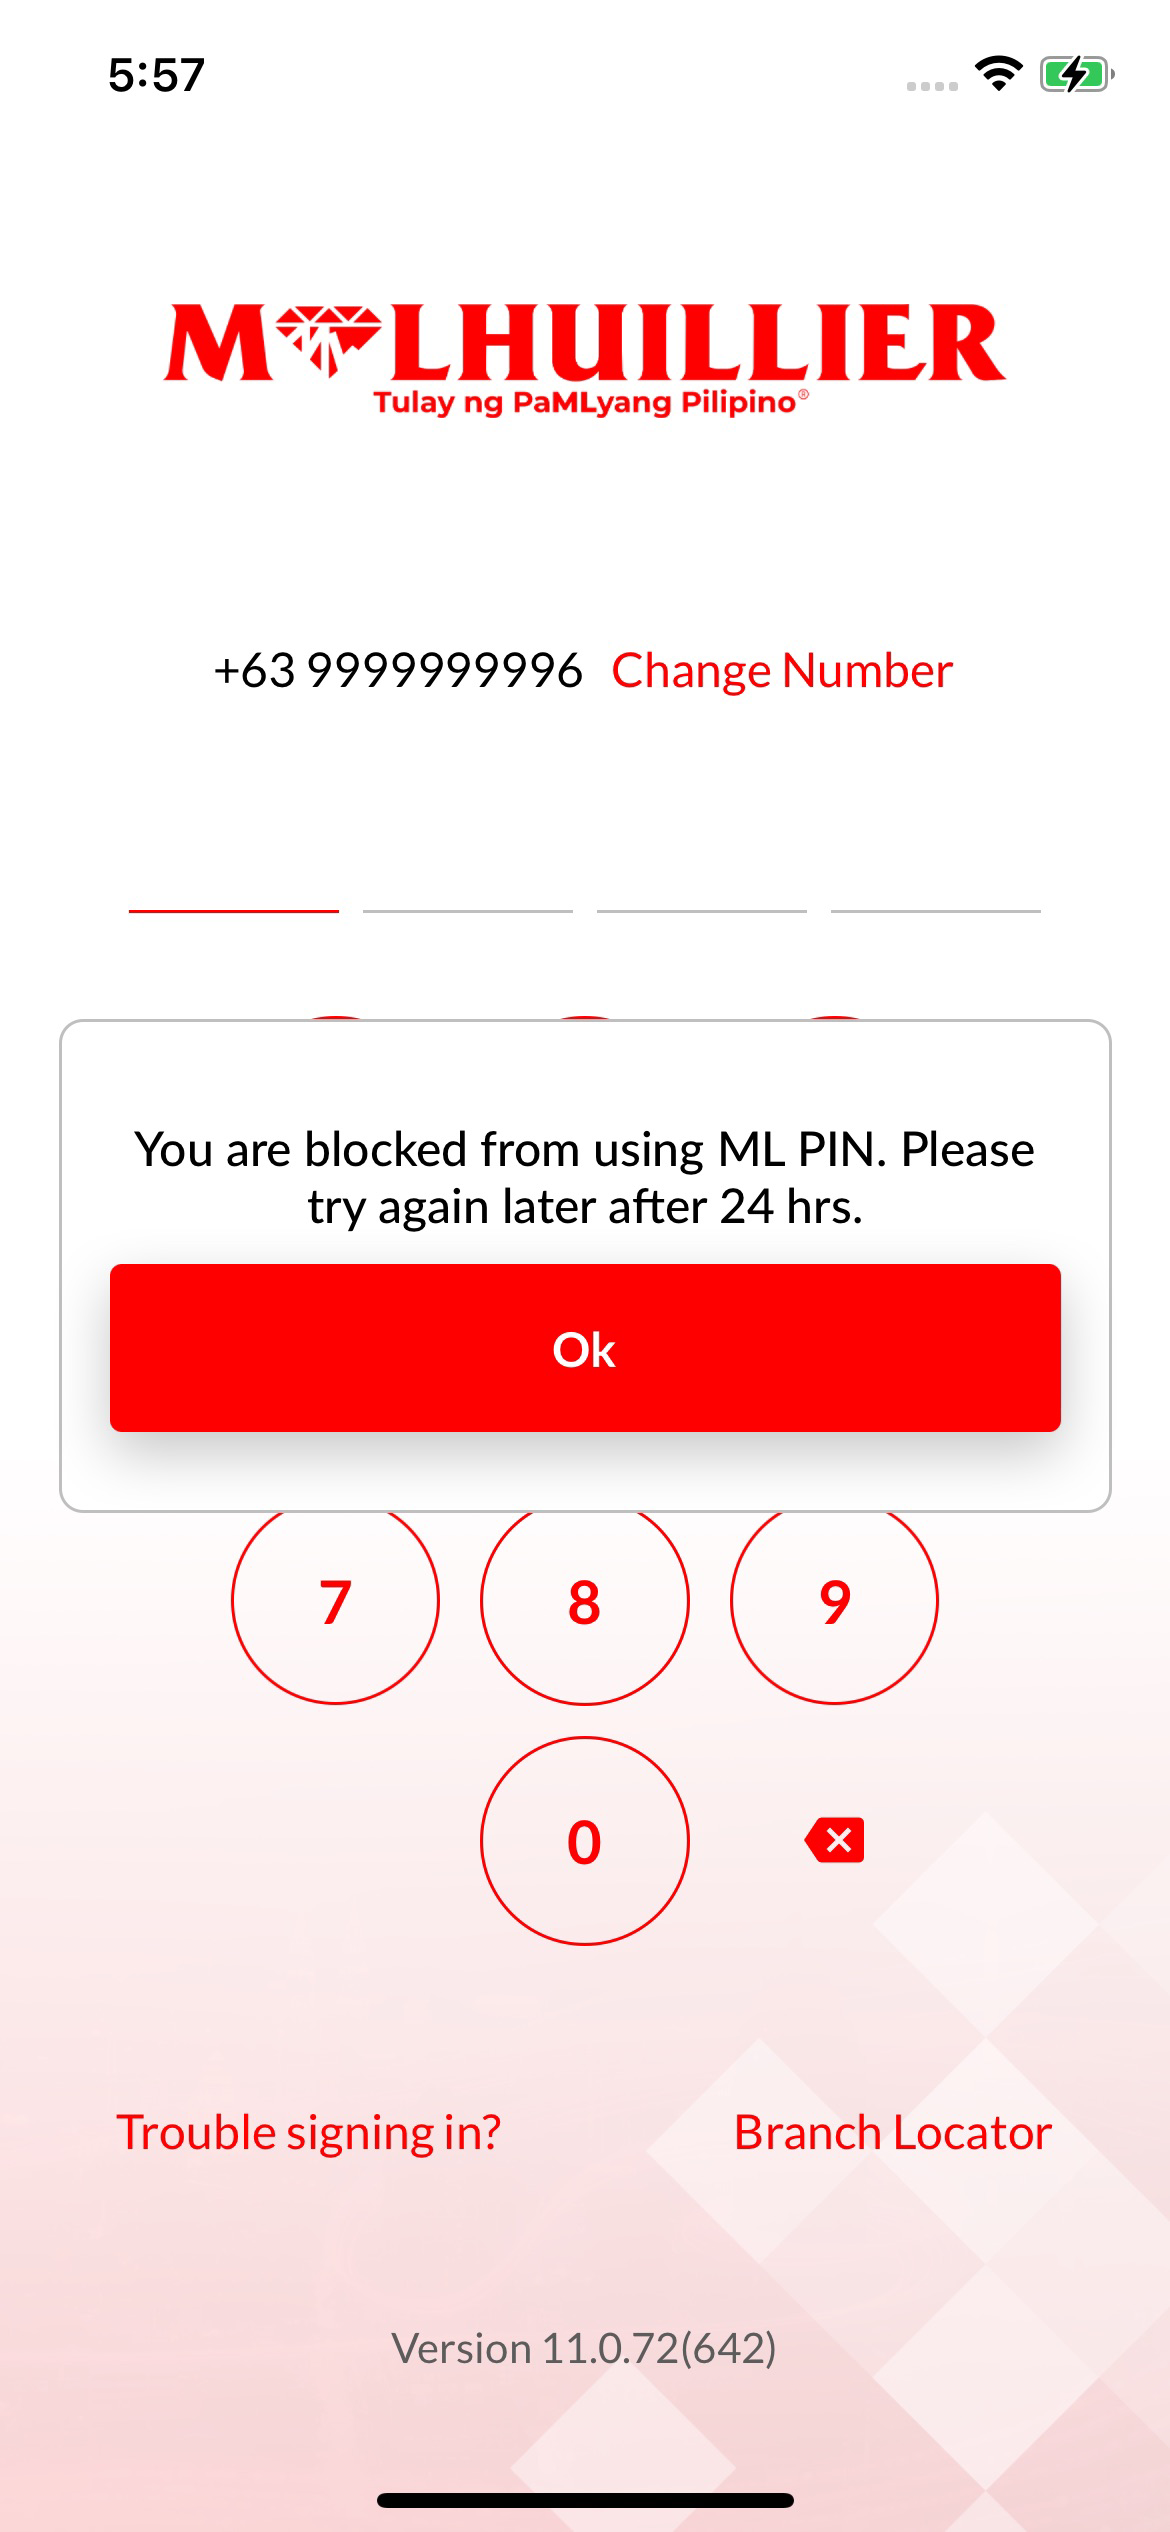 5:57
M LHUILLIER
Tulay ng PaMLyang Pilipino®
+63 9999999996 Change Number
You are blocked from using ML PIN. Please
try again later after 24 hrs.
Ok
7 8 9
0
Trouble signing in? Branch Locator
Version 11.0.72(642)